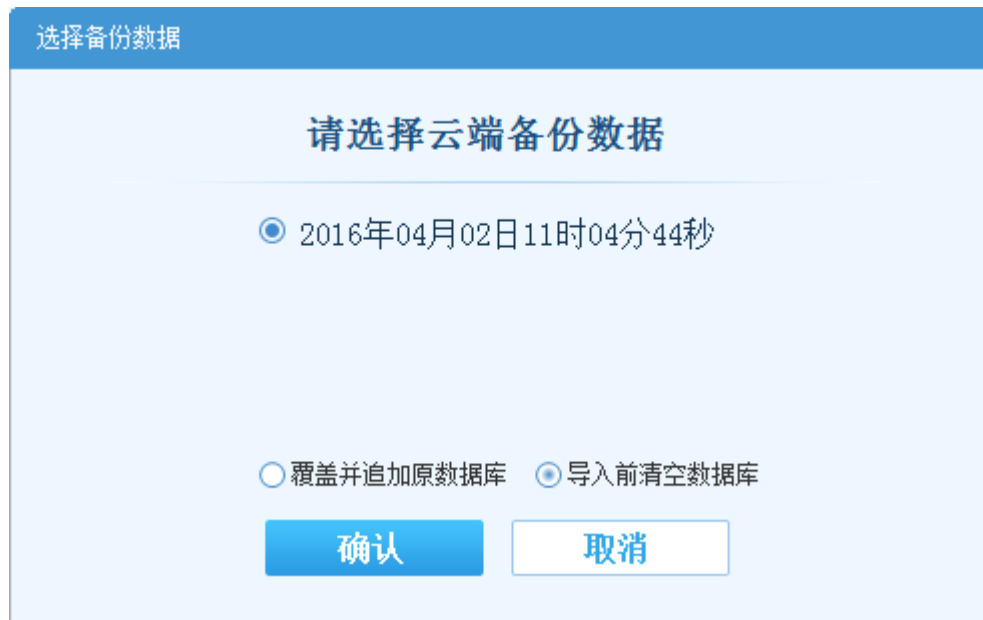 选择备份数据
请选择云端备份数据
2016年04月02日11时04分44秒
覆盖并追加原数据库 导入前清空数据库
确认 取消